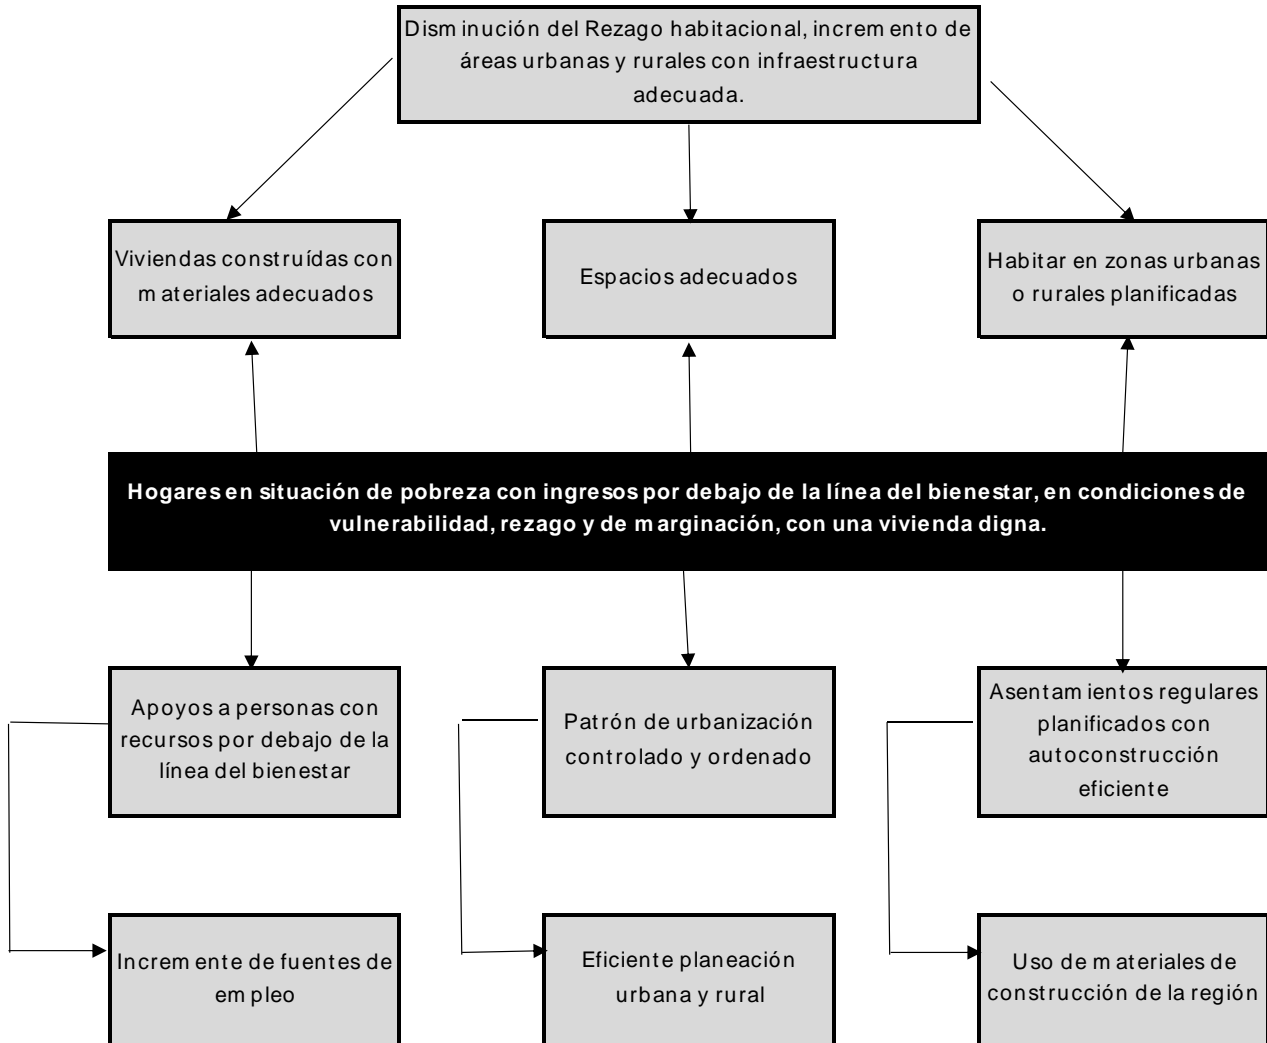 Disminución del Rezago habitacional, incremento de
áreas urbanas y rurales con infraestructura
adecuada.
Viviendas construídas con
materiales adecuados
Espacios adecuados
Habitar en zonas urbanas
o rurales planificadas
Hogares en situación de pobreza con ingresos por debajo de la línea del bienestar, en condiciones de
vulnerabilidad, rezago y de marginación, con una vivienda digna.
Apoyos a personas con
recursos por debajo de la
línea del bienestar
Patrón de urbanización
controlado y ordenado
Asentamientos regulares
planificados con
autoconstrucción
eficiente
Incremente de fuentes de
empleo
Eficiente planeación
urbana y rural
Uso de materiales de
construcción de la región